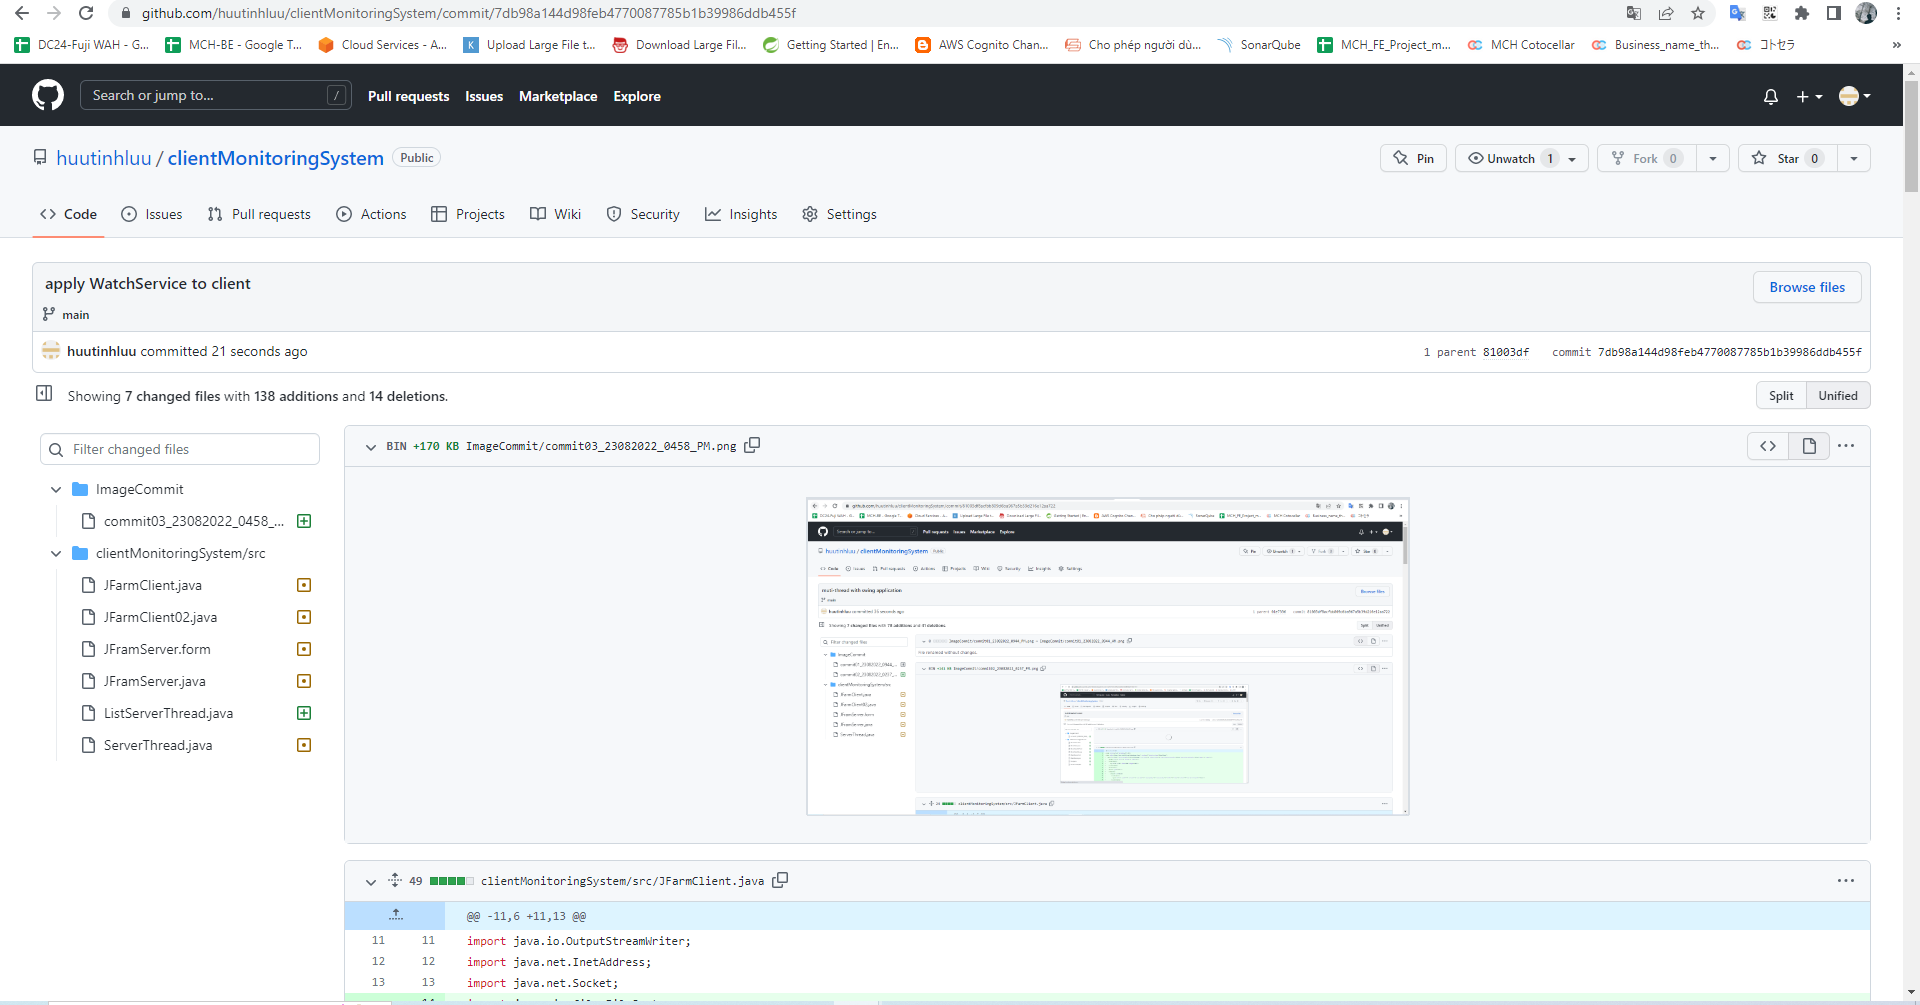 github.com/huutinhluu/clientMonitoringSystem/commit/7db98a144d98feb4770087785b1b39986ddb455f
DC24-Fuji WAH - G...
MCH-BE - Google T...
Cloud Services - A...
Upload Large File t...
Download Large Fil...
Getting Started | En...
AWS Cognito Chan...
Cho phép người dù...
SonarQube
MCH_FE_Project_m...
MCH Cotocellar
Business_name_th...
コトセラ
Search or jump to...
/
Pull requests
Issues
Marketplace
Explore
huutinhluu / clientMonitoringSystem
Public
Pin
Unwatch 1
Fork 0
Star 0
Code
Issues
Pull requests
Actions
Projects
Wiki
Security
Insights
Settings
apply WatchService to client
Browse files
main
huutinhluu committed 21 seconds ago
1 parent 81003df commit 7db98a144d98feb4770087785b1b39986ddb455f
Showing 7 changed files with 138 additions and 14 deletions.
Split
Unified
Filter changed files
ImageCommit
commit03_23082022_0458_...
clientMonitoringSystem/src
JFarmClient.java
JFarmClient02.java
JFramServer.form
JFramServer.java
ListServerThread.java
ServerThread.java
BIN +170 KB ImageCommit/commit03_23082022_0458_PM.png
huutinhluu / clientMonitoringSystem
muti- thread with swing application
49 clientMonitoringSystem/src/JFarmClient.java
@@ -11,6 +11,13 @@
11 11 import java.io.OutputStreamWriter;
12 12 import java.net.InetAddress;
13 13 import java.net.Socket;